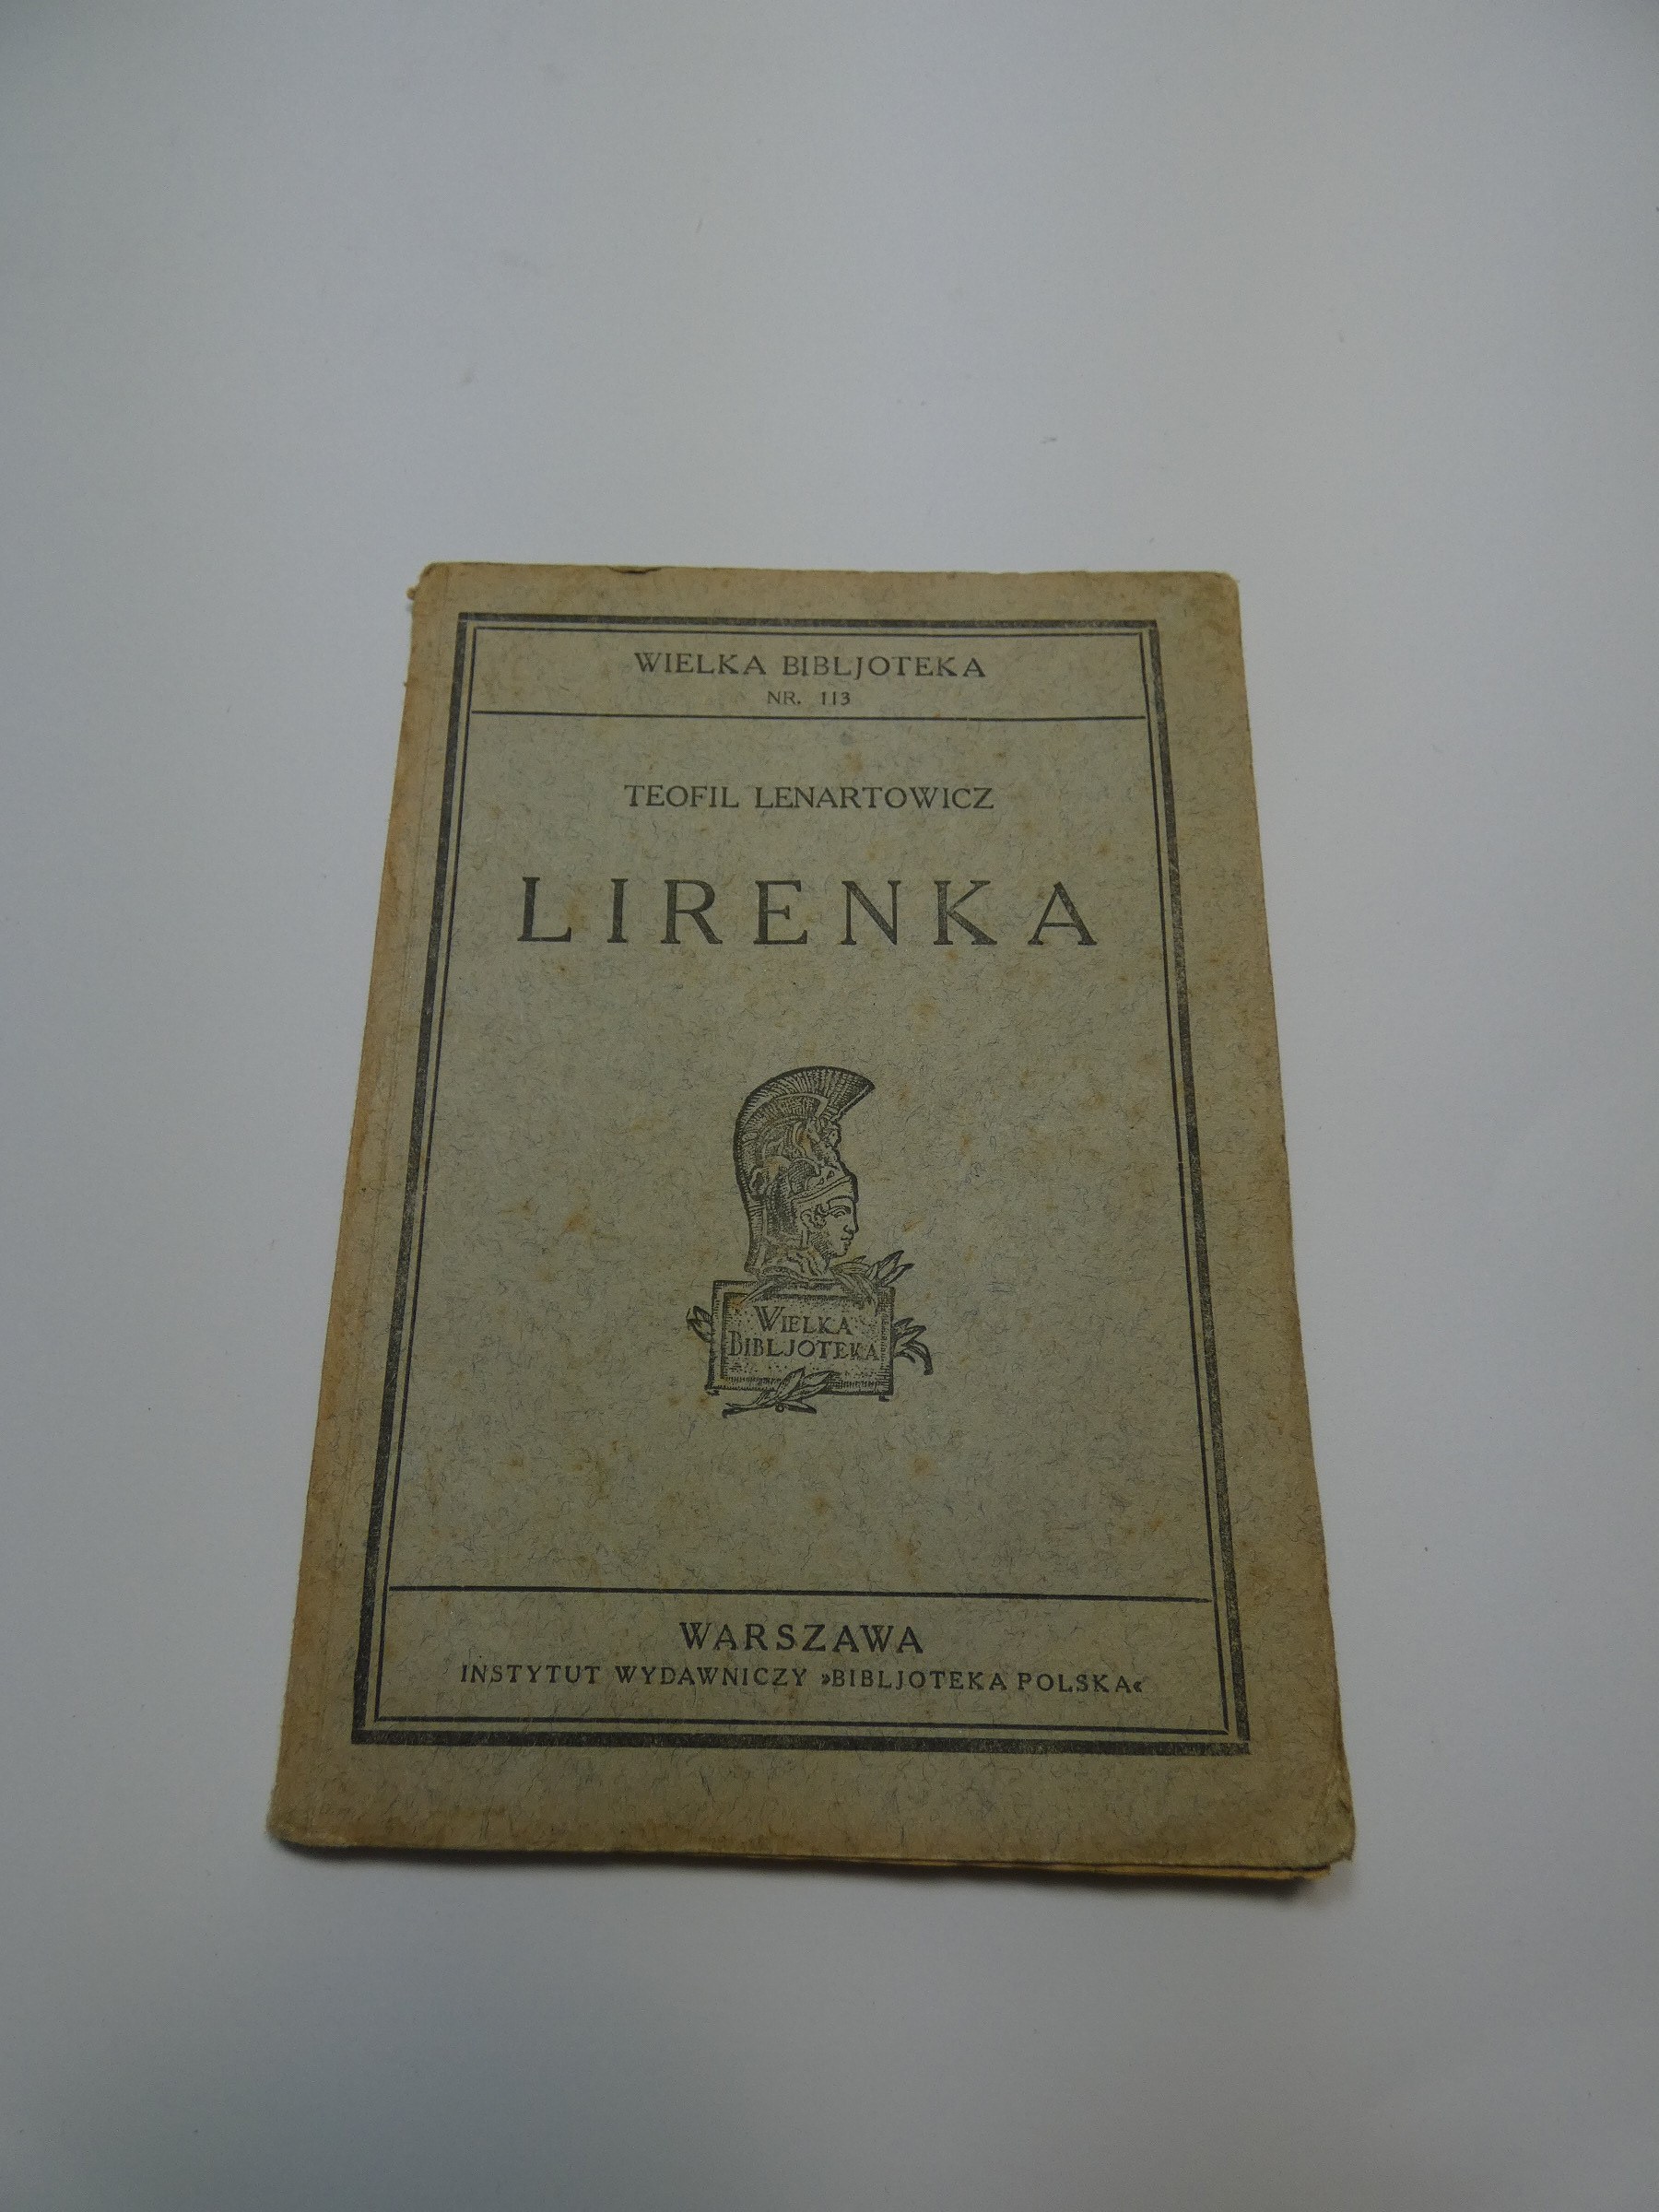 WIELKA BIBLJOTEKA
NR. 113
TEOFIL LENARTOWICZ
LIRENKA
WIELKA
BIBLJOTEKA
WARSZAWA
INSTYTUT WYDAWNICZY »BIBLJOTEKA POLSKA«